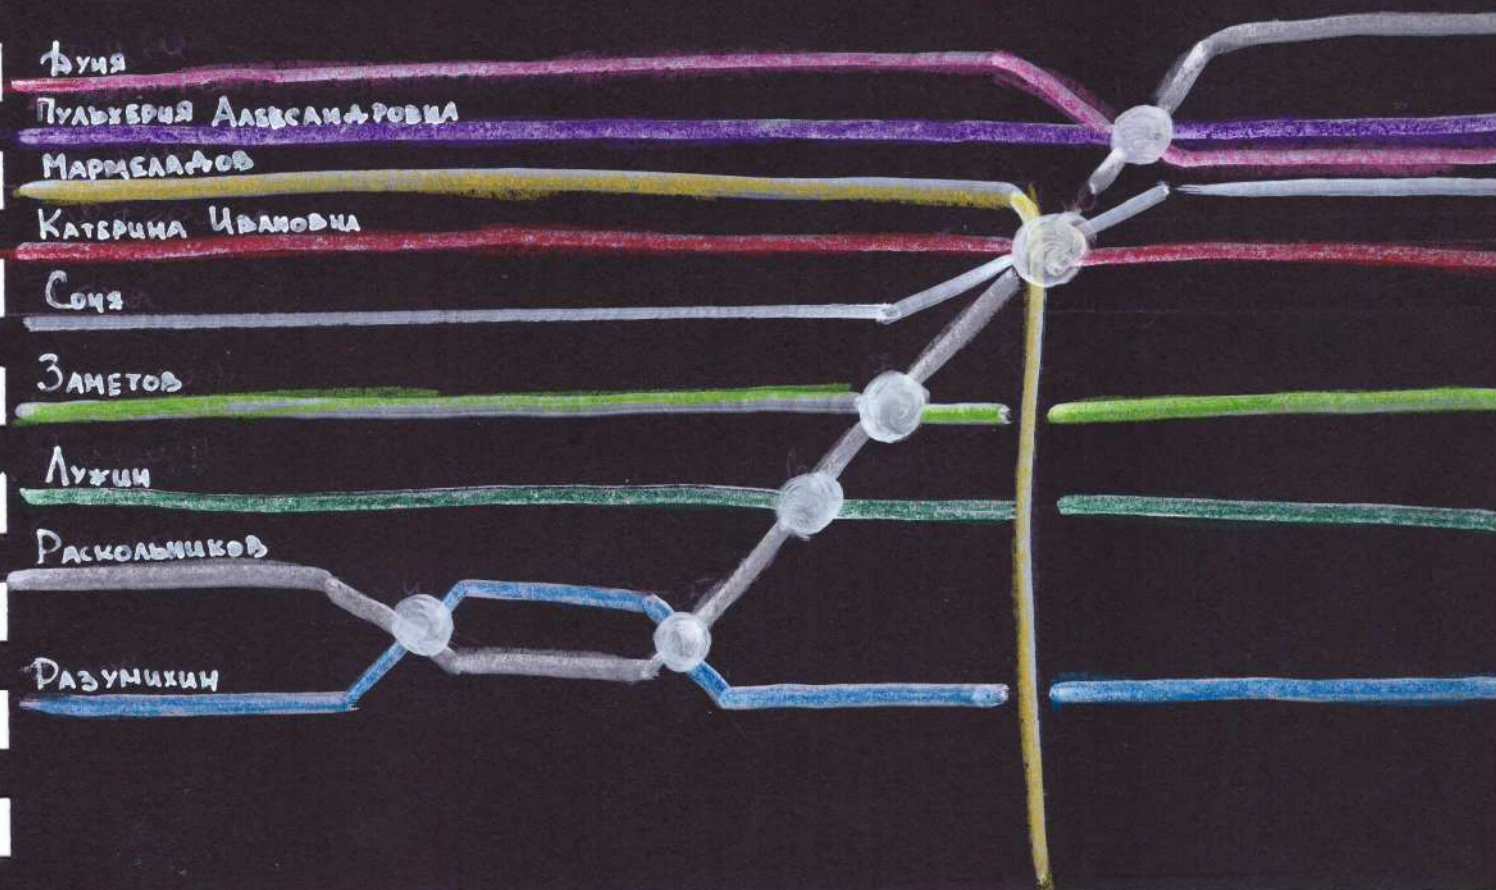 Дуня
Пульхерия Александровна
Мармеладов
Катерина Ивановна
Соня
Заметов
Лужин
Раскольников
Разумихин